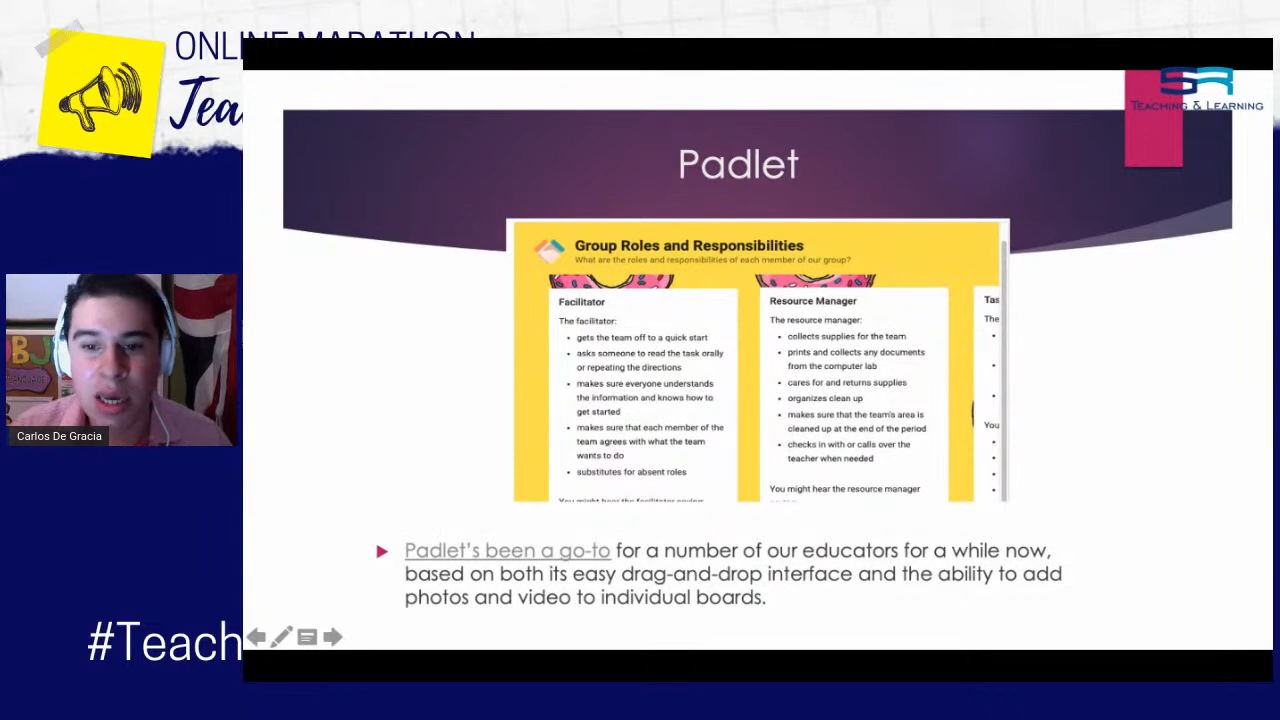 ONLINE MARATHON
Tea
SR
TEACHING & LEARNING
Padlet
Group Roles and Responsibilities
What are the roles and responsibilities of each member of our group?
Facilitator
The facilitator:
• gets the team off to a quick start
• asks someone to read the task orally
or repeating the directions
• makes sure everyone understands
the information and knows how to
get started
• makes sure that each member of the
team agrees with what the team
wants to do
• substitutes for absent roles
You might hear the facilitator saying
Resource Manager
The resource manager:
• collects supplies for the team
• prints and collects any documents
from the computer lab
• cares for and returns supplies
• organizes clean up
• makes sure that the team's area is
cleaned up at the end of the period
• checks in with or calls over the
teacher when needed
You might hear the resource manager
Tas
The
You
OBJ
LANGUAGE
Carlos De Gracia
Padlet's been a go-to for a number of our educators for a while now,
based on both its easy drag-and-drop interface and the ability to add
photos and video to individual boards.
#Teach